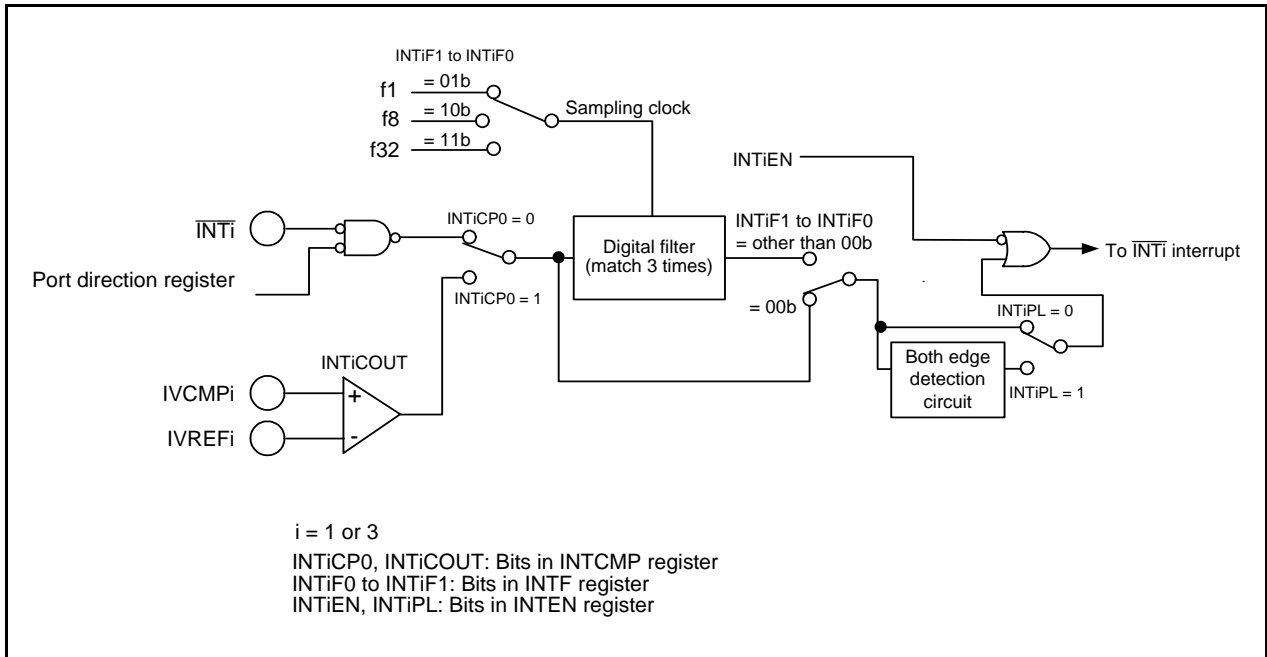 INTiF1 to INTiF0
f1
= 01b
f8
= 10b
f32
= 11b
Sampling clock
INTiEN
INTi
INTiCP0 = 0
Port direction register
INTiCP0 = 1
Digital filter
(match 3 times)
INTiF1 to INTiF0
= other than 00b
= 00b
To INTi interrupt
INTiPL = 0
Both edge
detection
circuit
INTiPL = 1
INTiCOUT
IVCMPi
+
IVREFi
-
i = 1 or 3
INTiCP0, INTiCOUT: Bits in INTCMP register
INTiF0 to INTiF1: Bits in INTF register
INTiEN, INTiPL: Bits in INTEN register